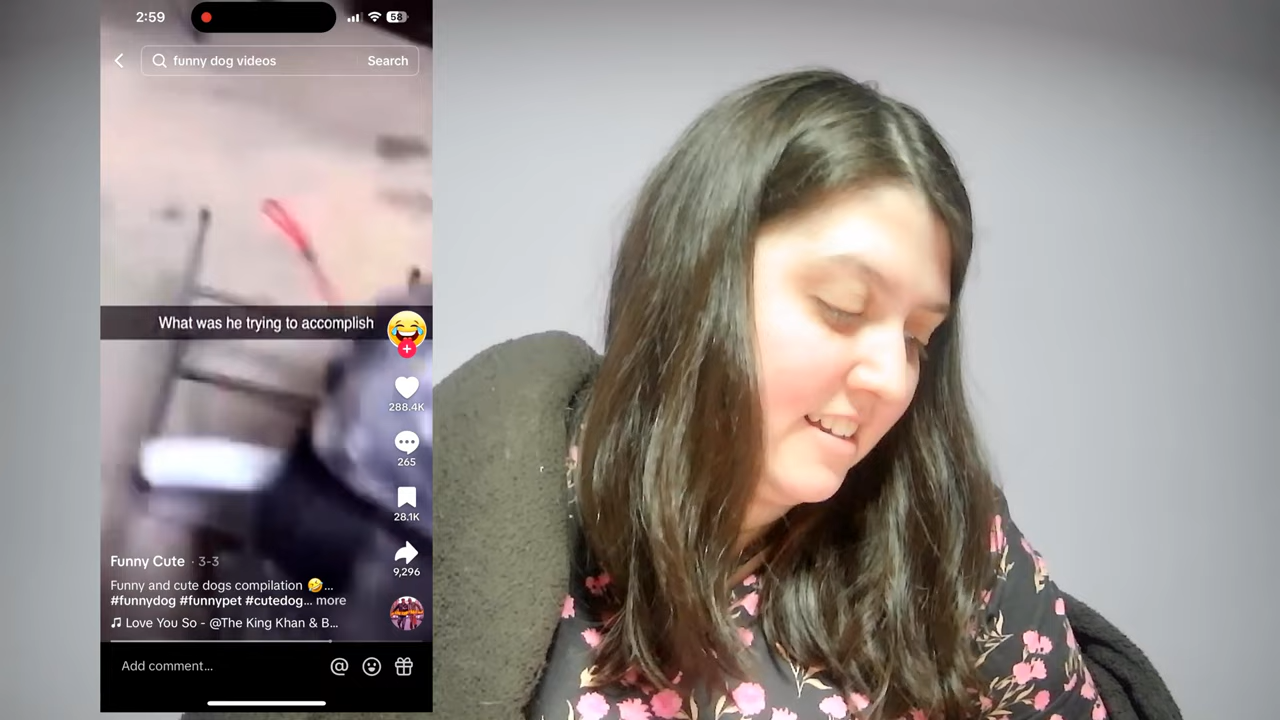 2:59
58
funny dog videos
Search
What was he trying to accomplish
288.4K
265
28.1K
9,296
Funny Cute · 3-3
Funny and cute dogs compilation 🤣...
#funnydog #funnypet #cutedog... more
Love You So - @The King Khan & B...
Add comment...